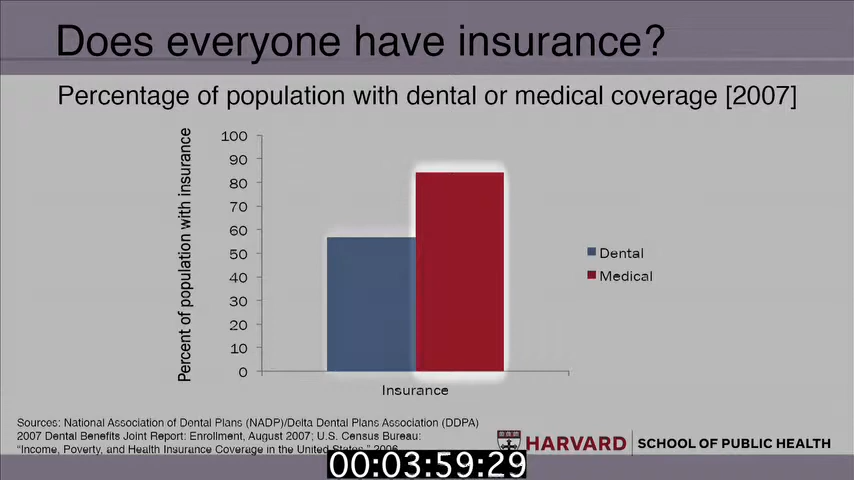 Does everyone have insurance?
Percentage of population with dental or medical coverage [2007]
Percent of population with insurance
100
90
80
70
60
50
40
30
20
10
0
Insurance
Dental
Medical
Sources: National Association of Dental Plans (NADP)/Delta Dental Plans Association (DDPA)
2007 Dental Benefits Joint Report: Enrollment, August 2007; U.S. Census Bureau:
“Income, Poverty, and Health Insurance Coverage in the United States,” 2006
HARVARD SCHOOL OF PUBLIC HEALTH
00:03:59:29